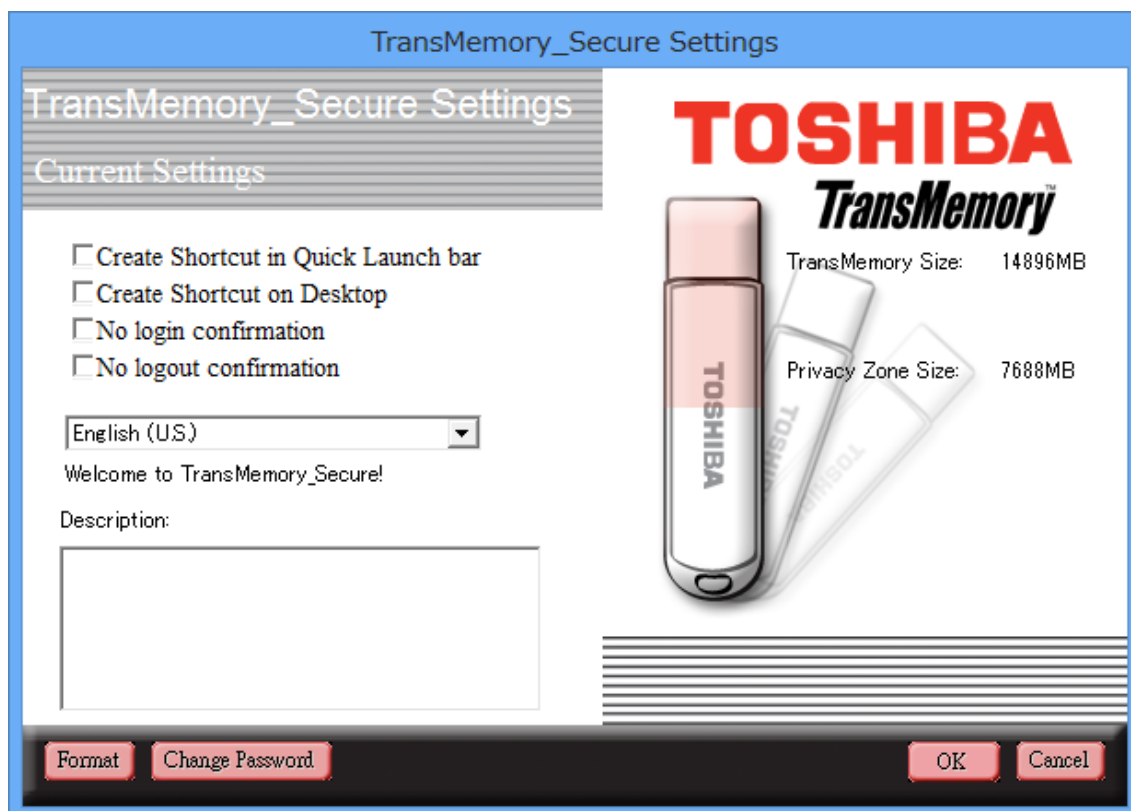 TransMemory_Secure Settings
TransMemory_Secure Settings
Current Settings
Create Shortcut in Quick Launch bar
Create Shortcut on Desktop
No login confirmation
No logout confirmation
English (U.S.)
Welcome to TransMemory_Secure!
Description:
TOSHIBA
TransMemory™
TransMemory Size: 14896MB
Privacy Zone Size: 7688MB
TOSHIBA
TOSHIBA
TOSHIBA
Format
Change Password
OK
Cancel